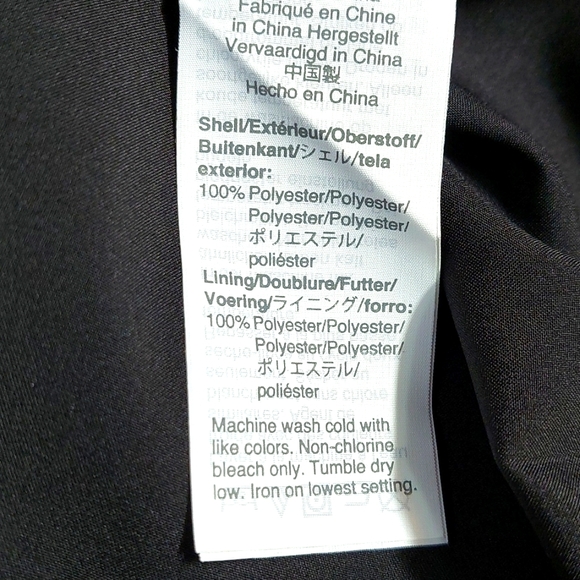 Fabriqué en Chine
in China Hergestellt
Vervaardigd in China
中国製
Hecho en China
Shell/Extérieur/Oberstoff/
Buitenkant/シェル/tela
exterior:
100% Polyester/Polyester/
Polyester/Polyester/
ポリエステル/
poliéster
Lining/Doublure/Futter/
Voering/ライニング/forro:
100% Polyester/Polyester/
Polyester/Polyester/
ポリエステル/
poliéster
Machine wash cold with
like colors. Non-chlorine
bleach only. Tumble dry
low. Iron on lowest setting.